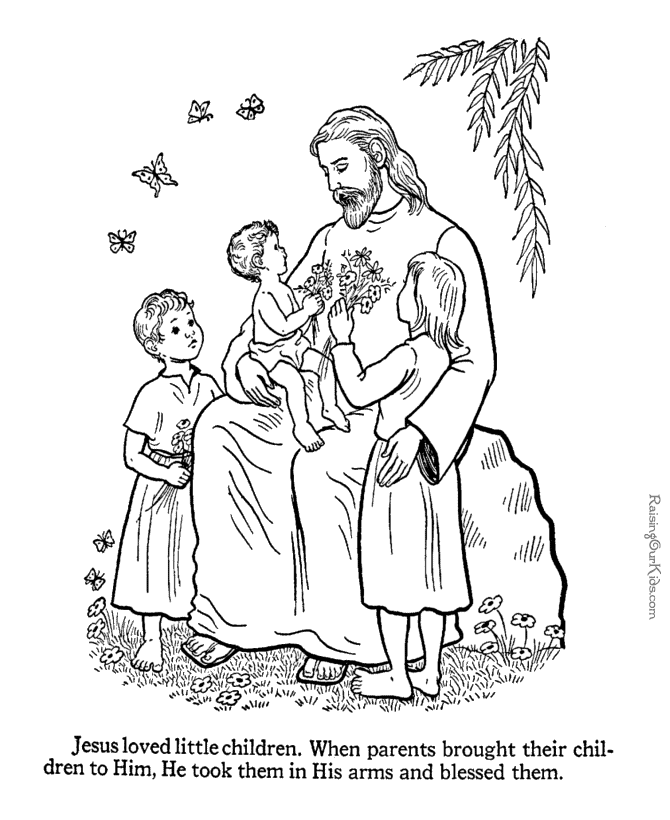 Jesus loved little children. When parents brought their chil-
dren to Him, He took them in His arms and blessed them.
RaisingOurKids.com